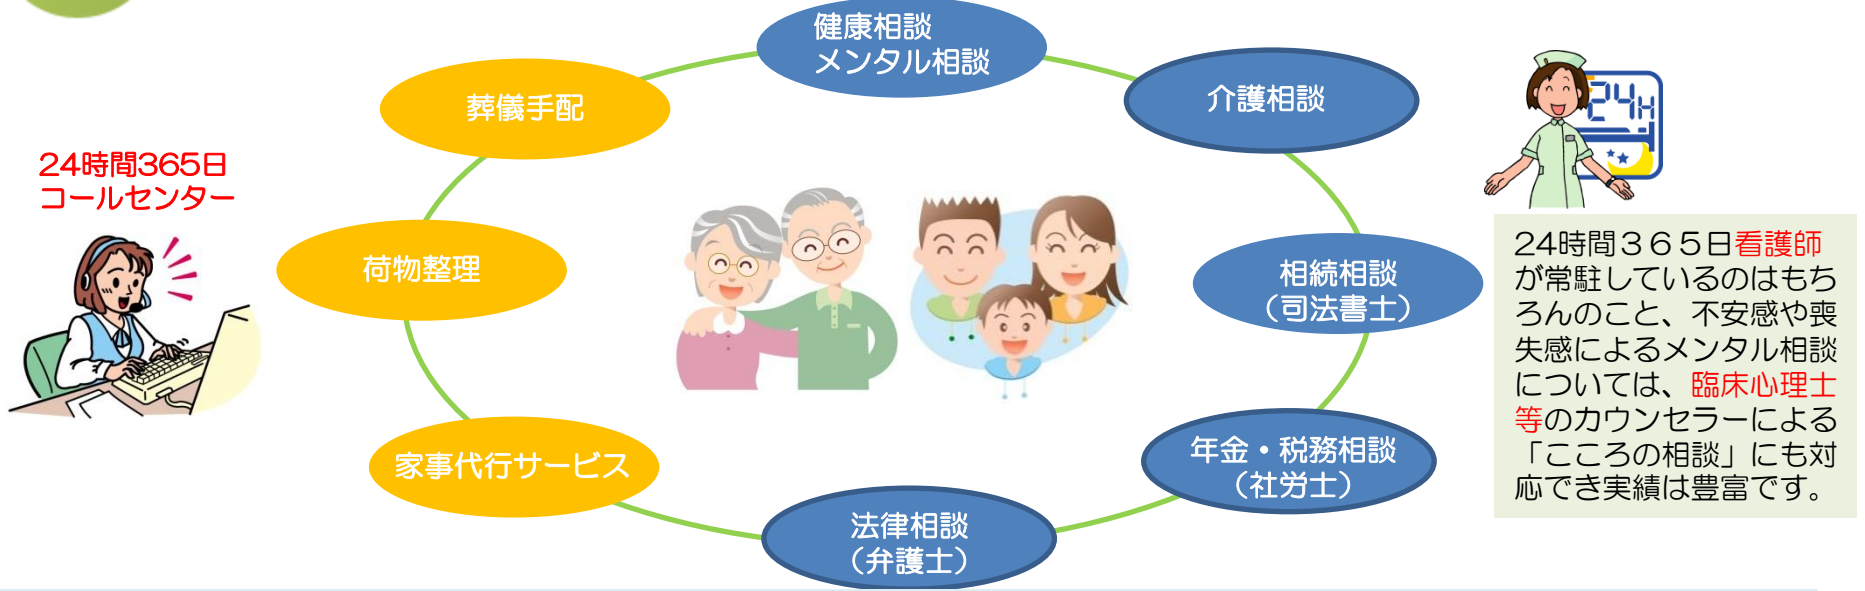 健康相談
メンタル相談
葬儀手配
介護相談
24H
24時間365日
コールセンター
荷物整理
相続相談
（司法書士）
24時間３６５日看護師
が常駐しているのはもち
ろんのこと、不安感や喪
失感によるメンタル相談
については、臨床心理士
等のカウンセラーによる
「こころの相談」にも対
応でき実績は豊富です。
家事代行サービス
年金・税務相談
（社労士）
法律相談
（弁護士）